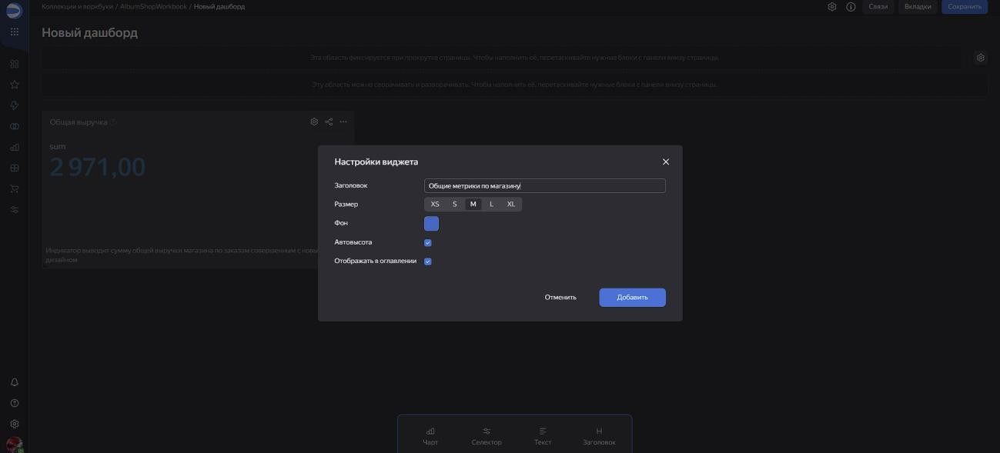 Коллекции и воркбуки / AlbumShopWorkbook / Новый дашборд
Связи
Вкладки
Сохранить
Новый дашборд
Эта область фиксируется при прокрутке страницы. Чтобы наполнить её, перетаскивайте нужные блоки с панели внизу страницы.
Эту область можно сворачивать и разворачивать. Чтобы наполнить её, перетаскивайте нужные блоки с панели внизу страницы.
Общая выручка
sum
2 971,00
Индикатор выводит сумму общей выручки магазина по заказам совершенным с новы
дизайном
Настройки виджета
Заголовок
Общие метрики по магазину
Размер
XS S M L XL
Фон
Автовысота
Отображать в оглавлении
Отменить
Добавить
Чарт
Селектор
Текст
Заголовок